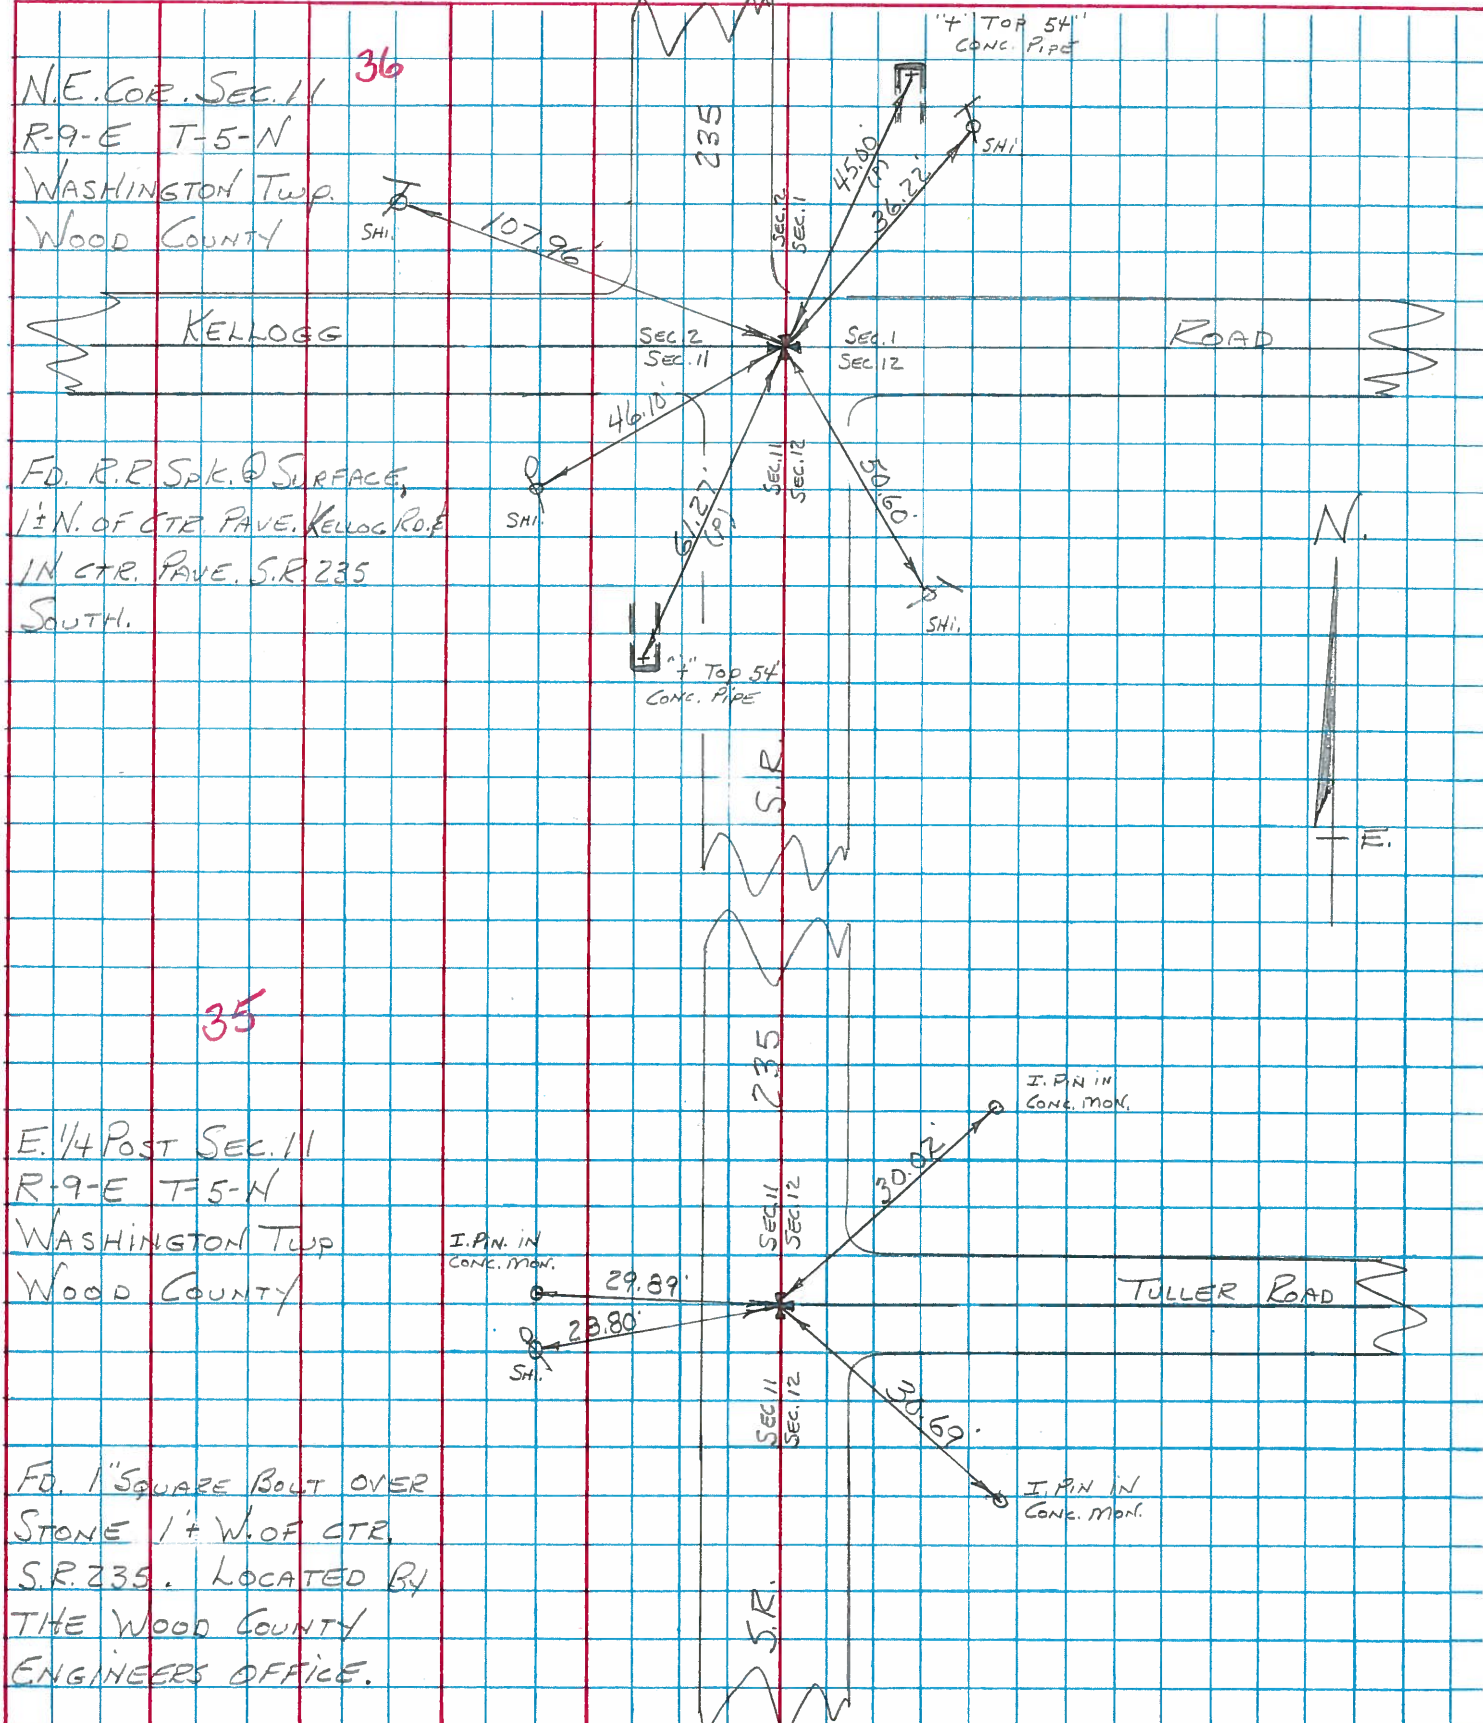 36
N.E. COR. SEC. 11
R-9-E T-5-N
WASHINGTON TWP.
WOOD COUNTY
"+" TOP 54"
CONC. PIPE
235
SHI.
SHI.
107.96'
45.00'
(P)
36.22'
SEC. 2
SEC. 1
KELLOGG
ROAD
SEC 2
SEC. 11
SEC. 1
SEC. 12
46.10'
SEC. 11
SEC. 12
50.60'
61.27'
(P)
SHI.
SHI.
FD. R.R. SPK. @ SURFACE,
1'± N. OF CTR PAVE. KELLOG RD. &
IN CTR. PAVE. S.R. 235
SOUTH.
"+" TOP 54"
CONC. PIPE
N.
E.
S.R.
35
235
E. 1/4 POST SEC. 11
R-9-E T-5-N
WASHINGTON TWP
WOOD COUNTY
I. PIN IN
CONC. MON.
30.02'
SEC. 11
SEC. 12
I. PIN. IN
CONC. MON.
29.89'
23.80'
SHI.
TULLER ROAD
SEC 11
SEC. 12
30.69'
I. PIN IN
CONC. MON.
FD. 1" SQUARE BOLT OVER
STONE 1'± W. OF CTR.
S.R. 235. LOCATED BY
THE WOOD COUNTY
ENGINEERS OFFICE.
S.R.